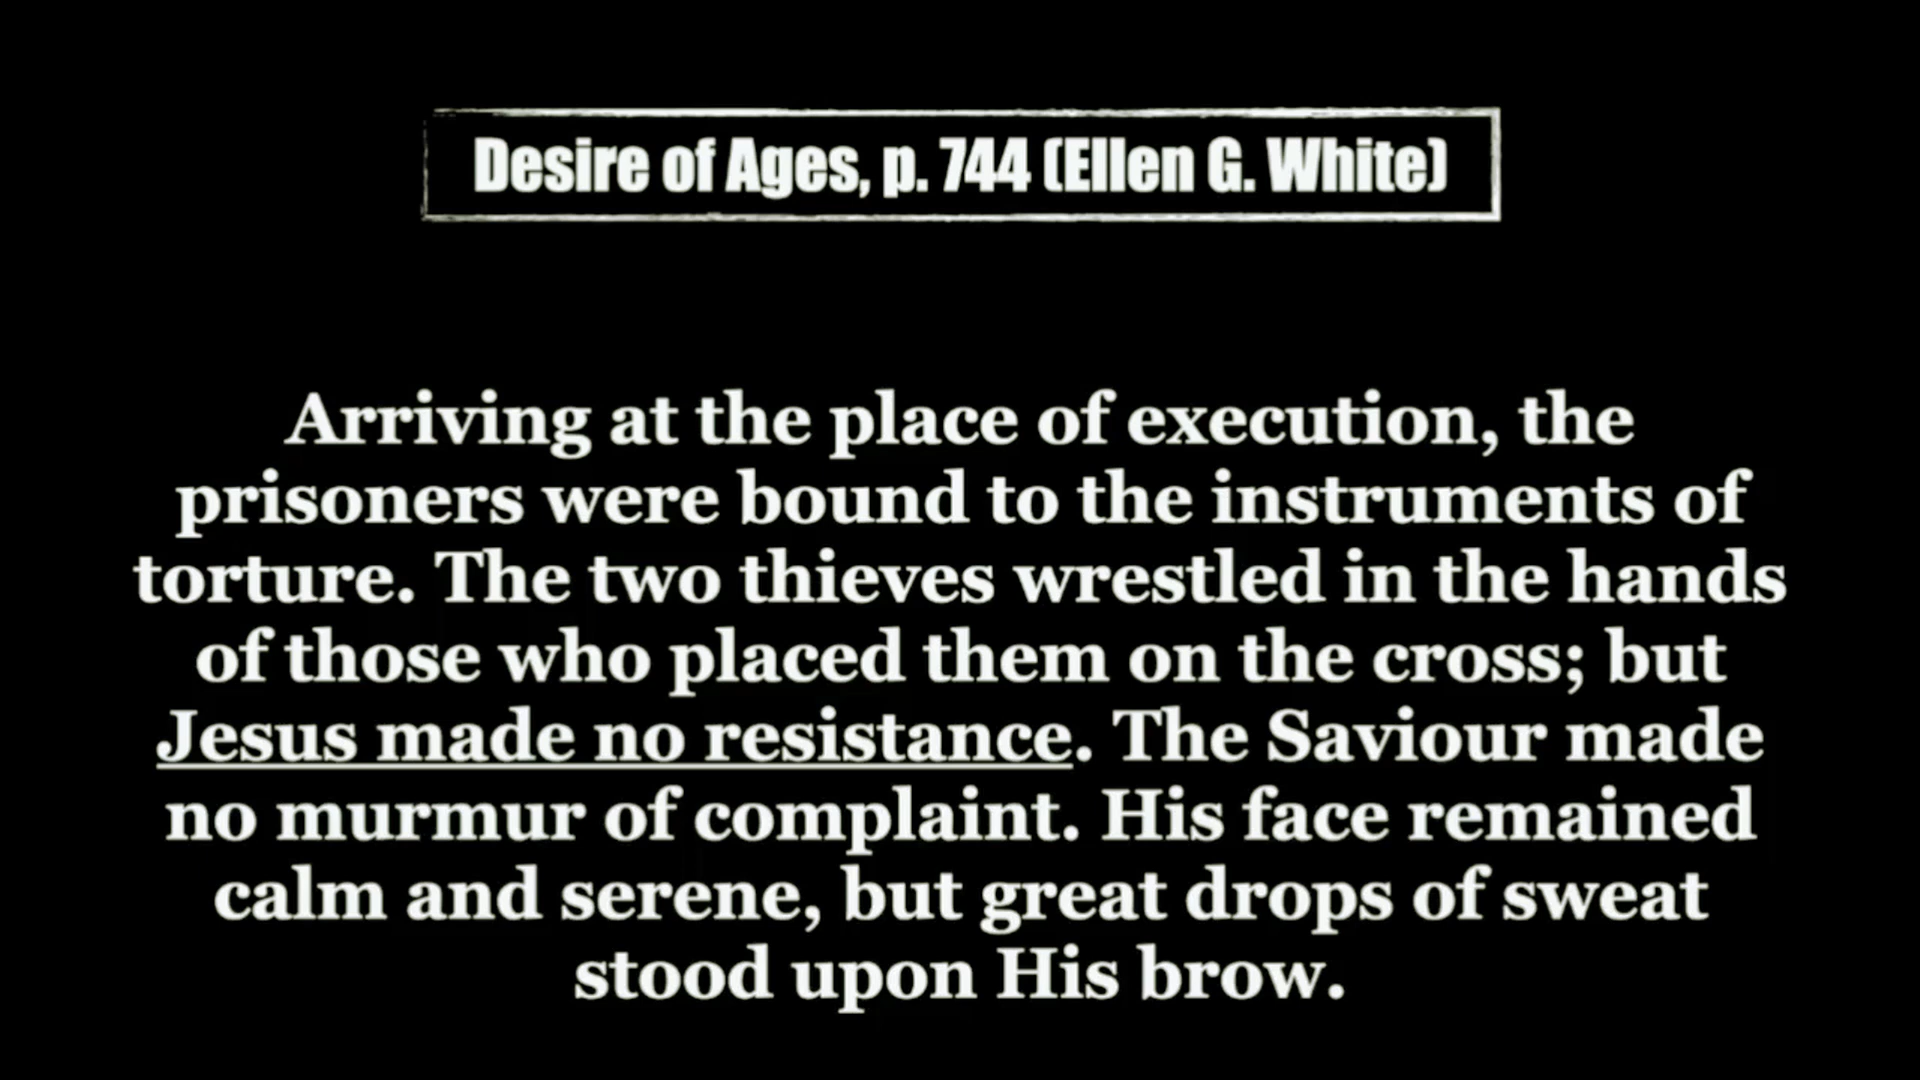 Desire of Ages, p. 744 (Ellen G. White)
Arriving at the place of execution, the
prisoners were bound to the instruments of
torture. The two thieves wrestled in the hands
of those who placed them on the cross; but
Jesus made no resistance. The Saviour made
no murmur of complaint. His face remained
calm and serene, but great drops of sweat
stood upon His brow.